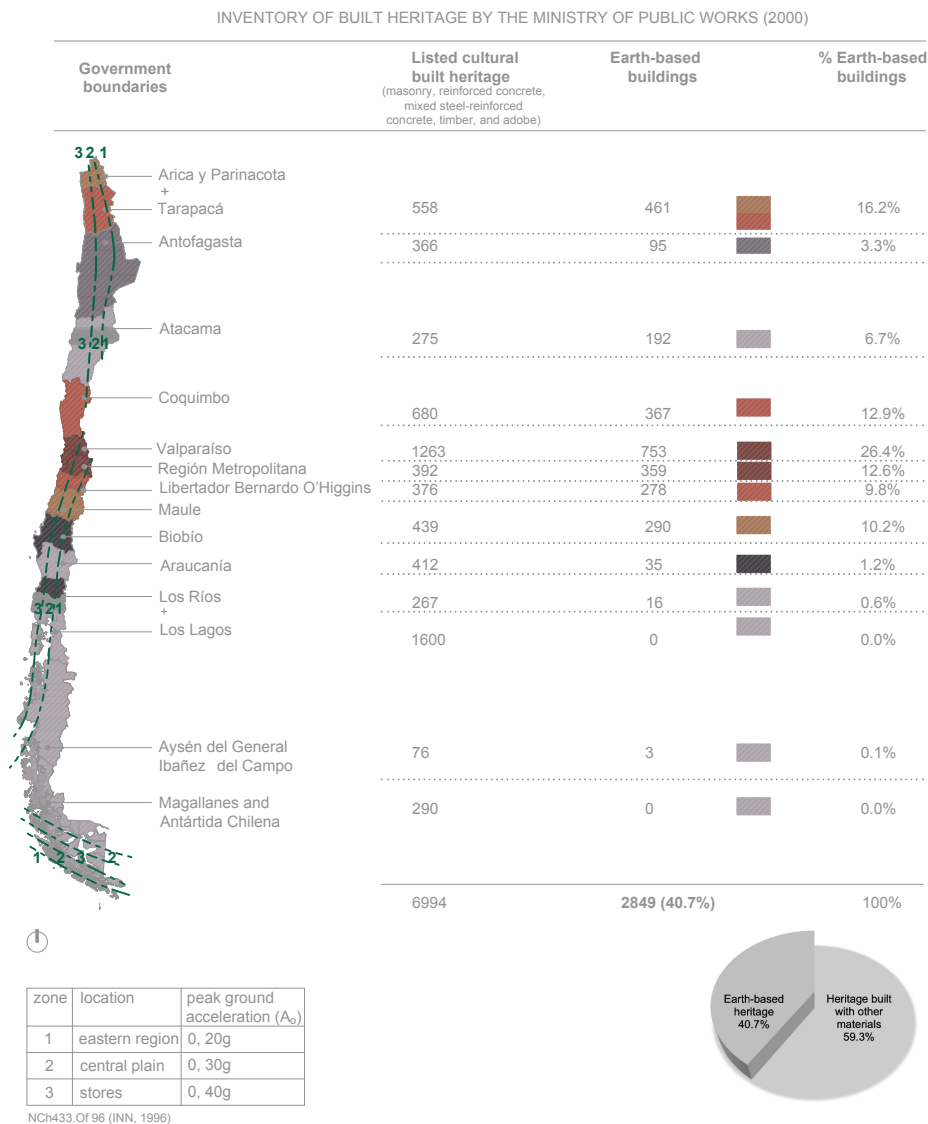 INVENTORY OF BUILT HERITAGE BY THE MINISTRY OF PUBLIC WORKS (2000)
Government boundaries
Listed cultural built heritage
(masonry, reinforced concrete, mixed steel-reinforced concrete, timber, and adobe)
Earth-based buildings
% Earth-based buildings
3 2 1
Arica y Parinacota
+
Tarapacá 558 461 16.2%
Antofagasta 366 95 3.3%
Atacama 275 192 6.7%
3 2 1
Coquimbo 680 367 12.9%
Valparaíso 1263 753 26.4%
Región Metropolitana 392 359 12.6%
Libertador Bernardo O’Higgins 376 278 9.8%
Maule 439 290 10.2%
Biobío 412 35 1.2%
Araucanía
Los Ríos 267 16 0.6%
+
3 2 1
Los Lagos 1600 0 0.0%
Aysén del General
Ibañez del Campo 76 3 0.1%
Magallanes and
Antártida Chilena 290 0 0.0%
1 2 3 2
6994 2849 (40.7%) 100%
Earth-based
heritage
40.7%
Heritage built
with other
materials
59.3%
zone location peak ground
acceleration (Ao)
1 eastern region 0, 20g
2 central plain 0, 30g
3 stores 0, 40g
NCh433.Of 96 (INN, 1996)